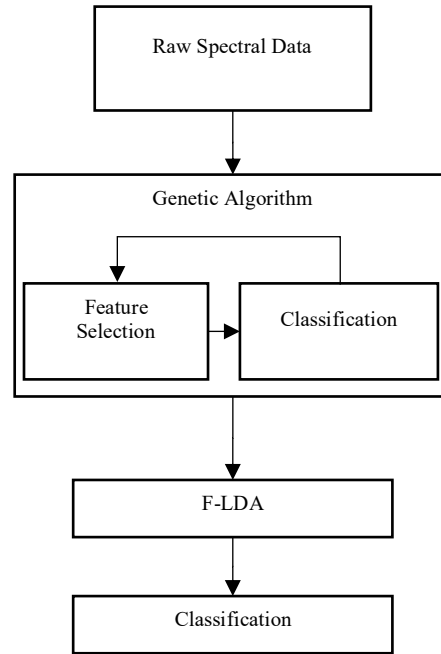 Raw Spectral Data
Genetic Algorithm
Feature
Selection
Classification
F-LDA
Classification